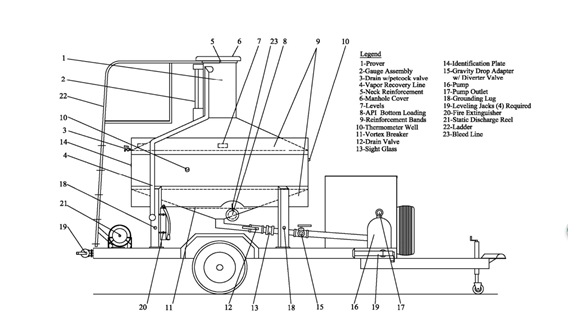 5 6 7 23 8 9 10
1
2
22
3
10
14
4
18
21
19
20 11 12 13 18 15 16 19 17
Legend
1-Prover
2-Gauge Assembly
3-Drain w/petcock valve
4-Vapor Recovery Line
5-Neck Reinforcement
6-Manhole Cover
7-Levels
8-API Bottom Loading
9-Reinforcement Bands
10-Thermometer Well
11-Vortex Breaker
12-Drain Valve
13-Sight Glass
14-Identification Plate
15-Gravity Drop Adapter
w/ Diverter Valve
16-Pump
17-Pump Outlet
18-Grounding Lug
19-Leveling Jacks (4) Required
20-Fire Extinguisher
21-Static Discharge Reel
22-Ladder
23-Bleed Line